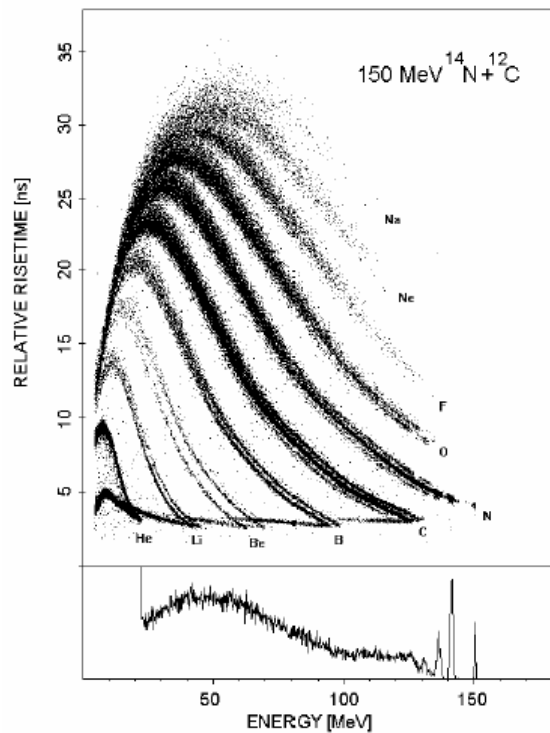 150 MeV 14N+12C
RELATIVE RISETIME [ns]
35
30
25
20
15
10
5
Na
Ne
F
O
N
C
B
Be
Li
He
50
100
150
ENERGY [MeV]